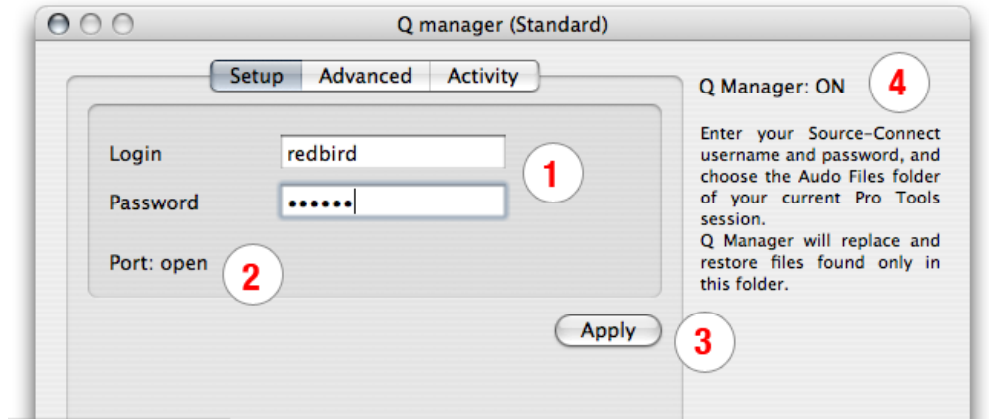 Q manager (Standard)
Setup Advanced Activity
Login redbird
1
Password ••••••
Port: open
2
Apply
3
Q Manager: ON
4
Enter your Source-Connect
username and password, and
choose the Audo Files folder
of your current Pro Tools
session.
Q Manager will replace and
restore files found only in
this folder.